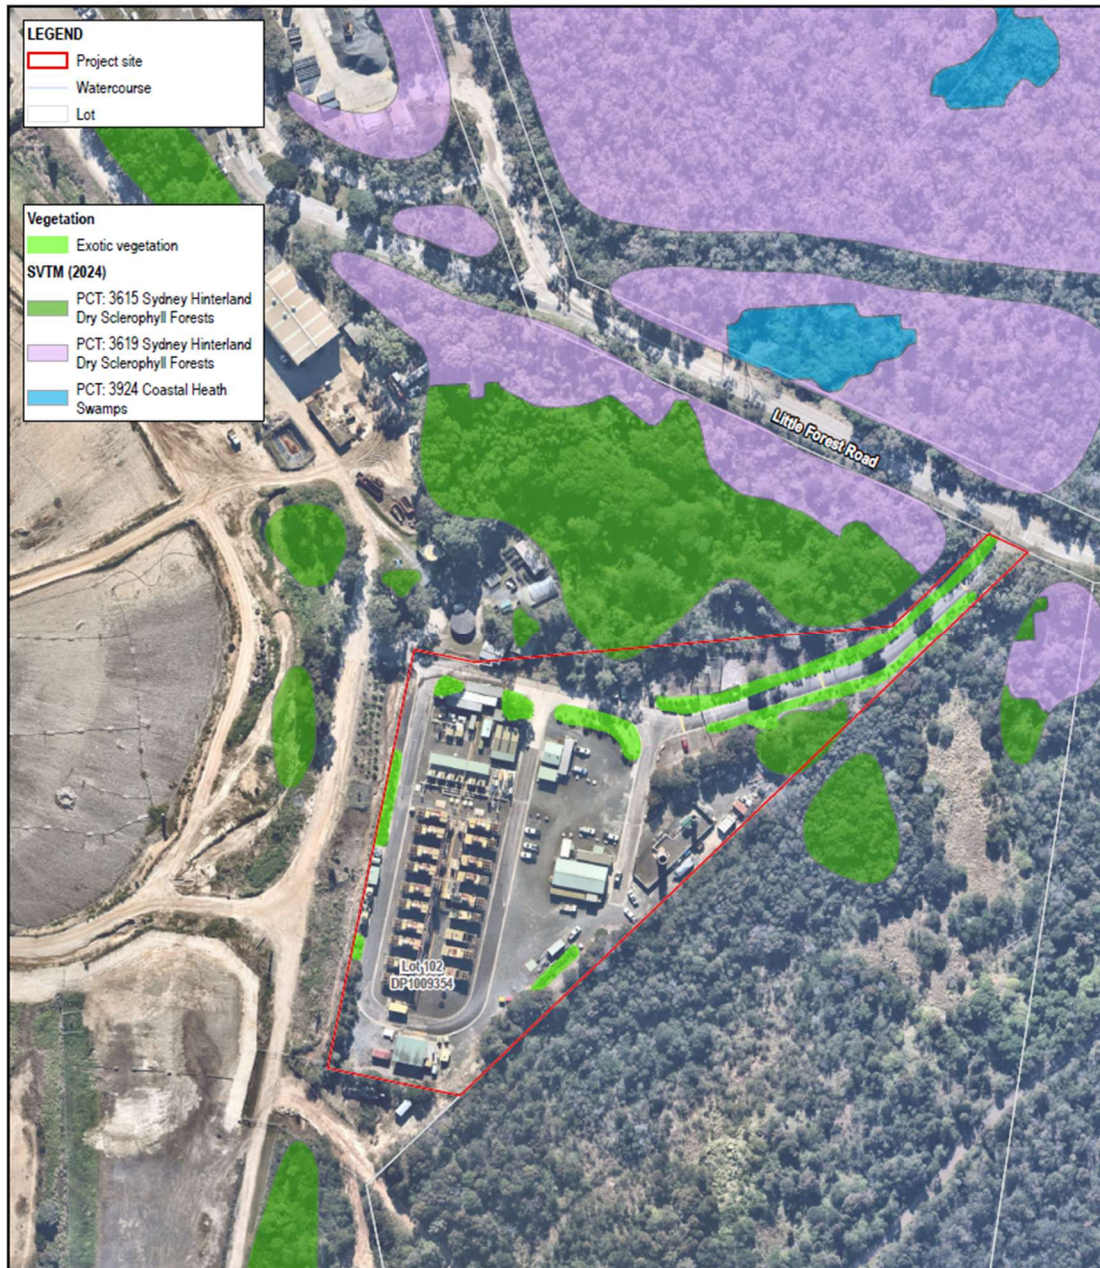 LEGEND
Project site
Watercourse
Lot
Vegetation
Exotic vegetation
SVTM (2024)
PCT: 3615 Sydney Hinterland
Dry Sclerophyll Forests
PCT: 3619 Sydney Hinterland
Dry Sclerophyll Forests
PCT: 3924 Coastal Heath
Swamps
Little Forest Road
Lot 102
DP1009354